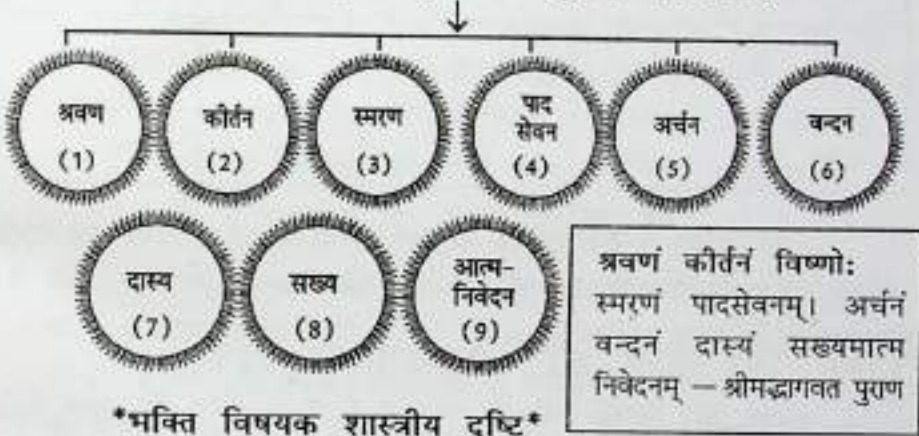 श्रवण
(1)
कीर्तन
(2)
स्मरण
(3)
पाद
सेवन
(4)
अर्चन
(5)
वन्दन
(6)
दास्य
(7)
सख्य
(8)
आत्म-
निवेदन
(9)
श्रवणं कीर्तनं विष्णोः
स्मरणं पादसेवनम्। अर्चनं
वन्दनं दास्यं सख्यमात्म
निवेदनम् —श्रीमद्भागवत पुराण
*भक्ति विषयक शास्त्रीय दृष्टि*